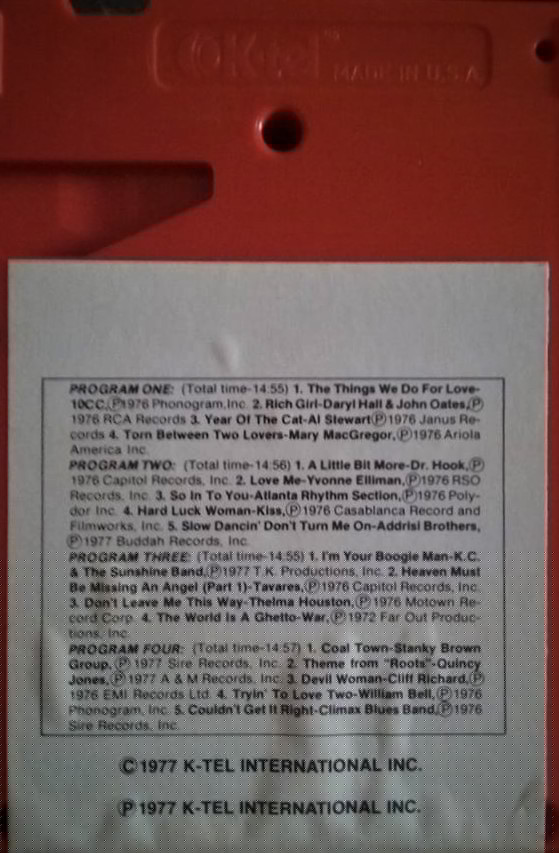 K-tel
MADE IN U.S.A.
PROGRAM ONE: (Total time-14:55) 1. The Things We Do For Love-
10CC,Ⓟ1976 Phonogram,Inc. 2. Rich Girl-Daryl Hall & John Oates,Ⓟ
1976 RCA Records 3. Year Of The Cat-Al StewartⓅ1976 Janus Re-
cords 4. Torn Between Two Lovers-Mary MacGregor,Ⓟ1976 Ariola
America Inc.
PROGRAM TWO: (Total time-14:56) 1. A Little Bit More-Dr. Hook,Ⓟ
1976 Capitol Records, Inc. 2. Love Me-Yvonne Elliman,Ⓟ1976 RSO
Records, Inc. 3. So In To You-Atlanta Rhythm Section,Ⓟ1976 Poly-
dor Inc. 4. Hard Luck Woman-Kiss,Ⓟ1976 Casablanca Record and
Filmworks, Inc. 5. Slow Dancin' Don't Turn Me On-Addrisi Brothers,
Ⓟ1977 Buddah Records, Inc.
PROGRAM THREE: (Total time-14:55) 1. I'm Your Boogie Man-K.C.
& The Sunshine Band,Ⓟ1977 T.K. Productions, Inc. 2. Heaven Must
Be Missing An Angel (Part 1)-Tavares,Ⓟ1976 Capitol Records, Inc.
3. Don't Leave Me This Way-Thelma Houston,Ⓟ1976 Motown Re-
cord Corp. 4. The World Is A Ghetto-War,Ⓟ1972 Far Out Produc-
tions, Inc.
PROGRAM FOUR: (Total time-14:57) 1. Coal Town-Stanky Brown
Group,Ⓟ 1977 Sire Records, Inc. 2. Theme from "Roots"-Quincy
Jones,Ⓟ1977 A & M Records, Inc. 3. Devil Woman-Cliff Richard,Ⓟ
1976 EMI Records Ltd. 4. Tryin' To Love Two-William Bell,Ⓟ1976
Phonogram, Inc. 5. Couldn't Get It Right-Climax Blues Band,Ⓟ1976
Sire Records, Inc.
Ⓒ1977 K-TEL INTERNATIONAL INC.
Ⓟ1977 K-TEL INTERNATIONAL INC.